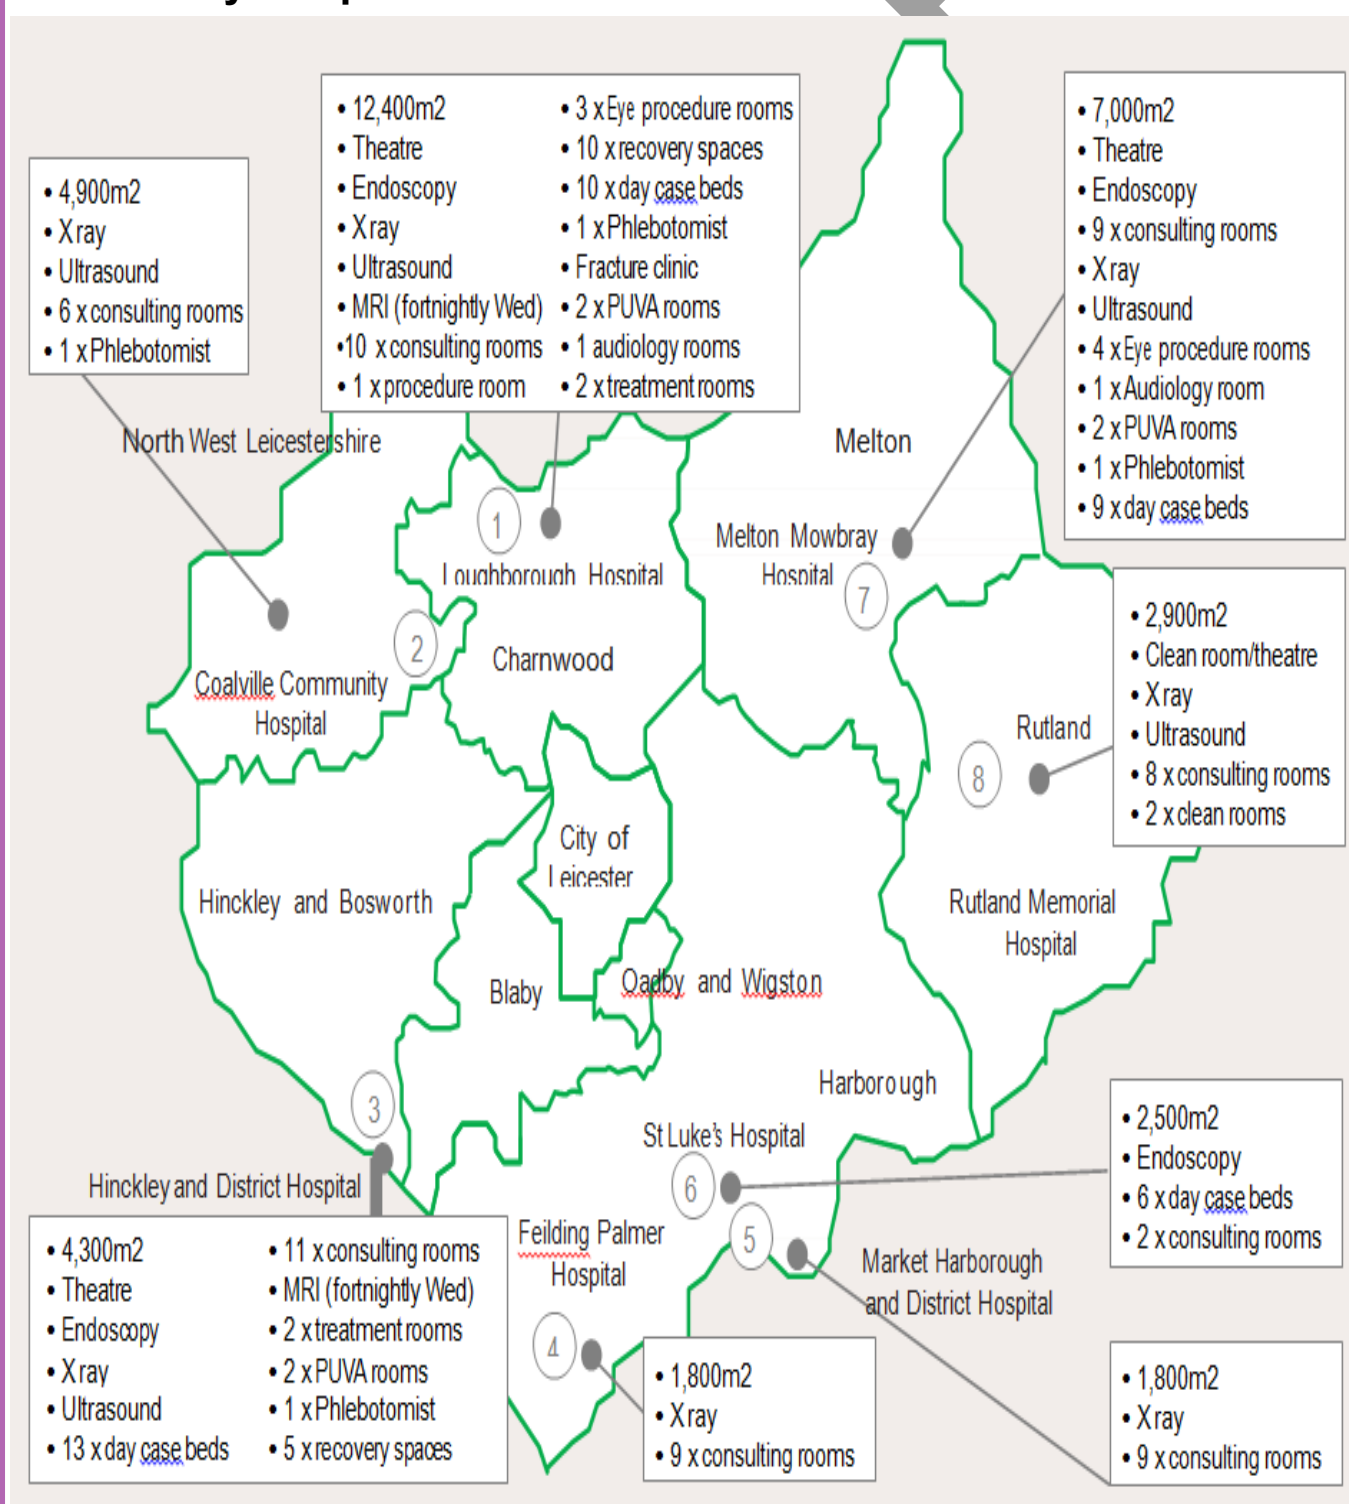 • 4,900m2
• X ray
• Ultrasound
• 6 x consulting rooms
• 1 x Phlebotomist
• 12,400m2
• Theatre
• Endoscopy
• X ray
• Ultrasound
• MRI (fortnightly Wed)
•10 x consulting rooms
• 1 x procedure room
• 3 x Eye procedure rooms
• 10 x recovery spaces
• 10 x day case beds
• 1 x Phlebotomist
• Fracture clinic
• 2 x PUVA rooms
• 1 audiology rooms
• 2 x treatment rooms
• 7,000m2
• Theatre
• Endoscopy
• 9 x consulting rooms
• X ray
• Ultrasound
• 4 x Eye procedure rooms
• 1 x Audiology room
• 2 x PUVA rooms
• 1 x Phlebotomist
• 9 x day case beds
North West Leicestershire
Melton
1
Loughborough Hospital
Melton Mowbray
Hospital
7
2
Charnwood
Coalville Community
Hospital
• 2,900m2
• Clean room/theatre
• X ray
• Ultrasound
• 8 x consulting rooms
• 2 x clean rooms
Rutland
8
City of
Leicester
Hinckley and Bosworth
Rutland Memorial
Hospital
Blaby
Oadby and Wigston
Harborough
3
Hinckley and District Hospital
St Luke's Hospital
6
• 2,500m2
• Endoscopy
• 6 x day case beds
• 2 x consulting rooms
5
Feilding Palmer
Hospital
Market Harborough
and District Hospital
4
• 4,300m2
• Theatre
• Endoscopy
• X ray
• Ultrasound
• 13 x day case beds
• 11 x consulting rooms
• MRI (fortnightly Wed)
• 2 x treatment rooms
• 2 x PUVA rooms
• 1 x Phlebotomist
• 5 x recovery spaces
• 1,800m2
• X ray
• 9 x consulting rooms
• 1,800m2
• X ray
• 9 x consulting rooms